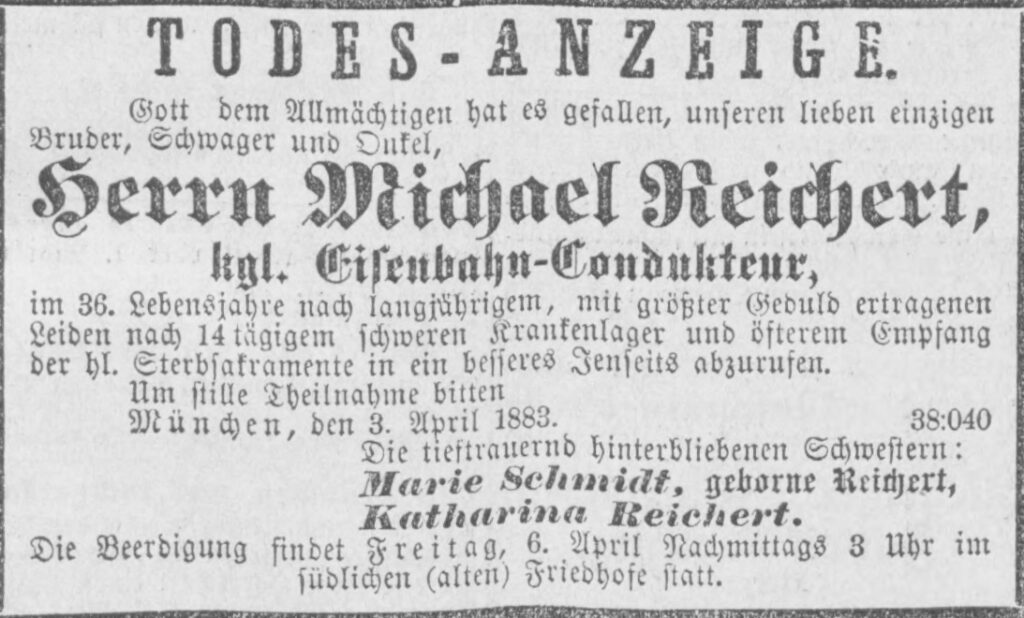 TODES-ANZEIGE.
Gott dem Allmächtigen hat es gefallen, unseren lieben einzigen
Bruder, Schwager und Onkel,
Herrn Michael Reichert,
kgl. Eisenbahn-Condukteur,
im 36. Lebensjahre nach langjährigem, mit größter Geduld ertragenen
Leiden nach 14 tägigem schweren Krankenlager und öfterem Empfang
der hl. Sterbsakramente in ein besseres Jenseits abzurufen.
Um stille Theilnahme bitten
München, den 3. April 1883. 38:040
Die tieftrauernd hinterbliebenen Schwestern:
Marie Schmidt, geborne Reichert,
Katharina Reichert.
Die Beerdigung findet Freitag, 6. April Nachmittags 3 Uhr im
südlichen (alten) Friedhofe statt.